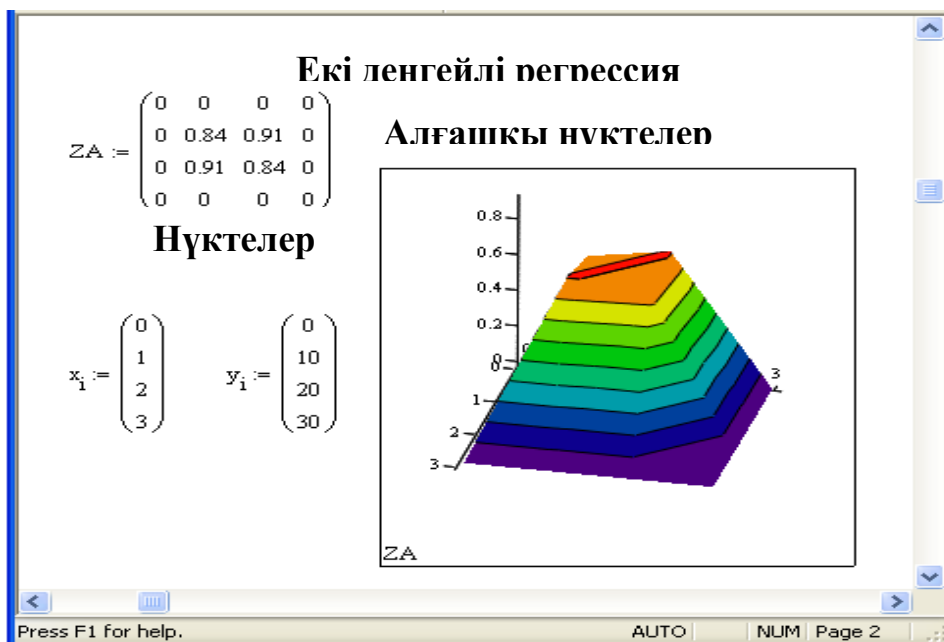 Екі деңгейлі регрессия
ZA := ( 0 0 0 0
0 0.84 0.91 0
0 0.91 0.84 0
0 0 0 0 )
Алғашқы нүктелер
Нүктелер
x i := ( 0
1
2
3 )
y i := ( 0
10
20
30 )
0.8
0.6
0.4
0.2
0
0
1
2
3
3
ZA
Press F1 for help.
AUTO
NUM
Page 2